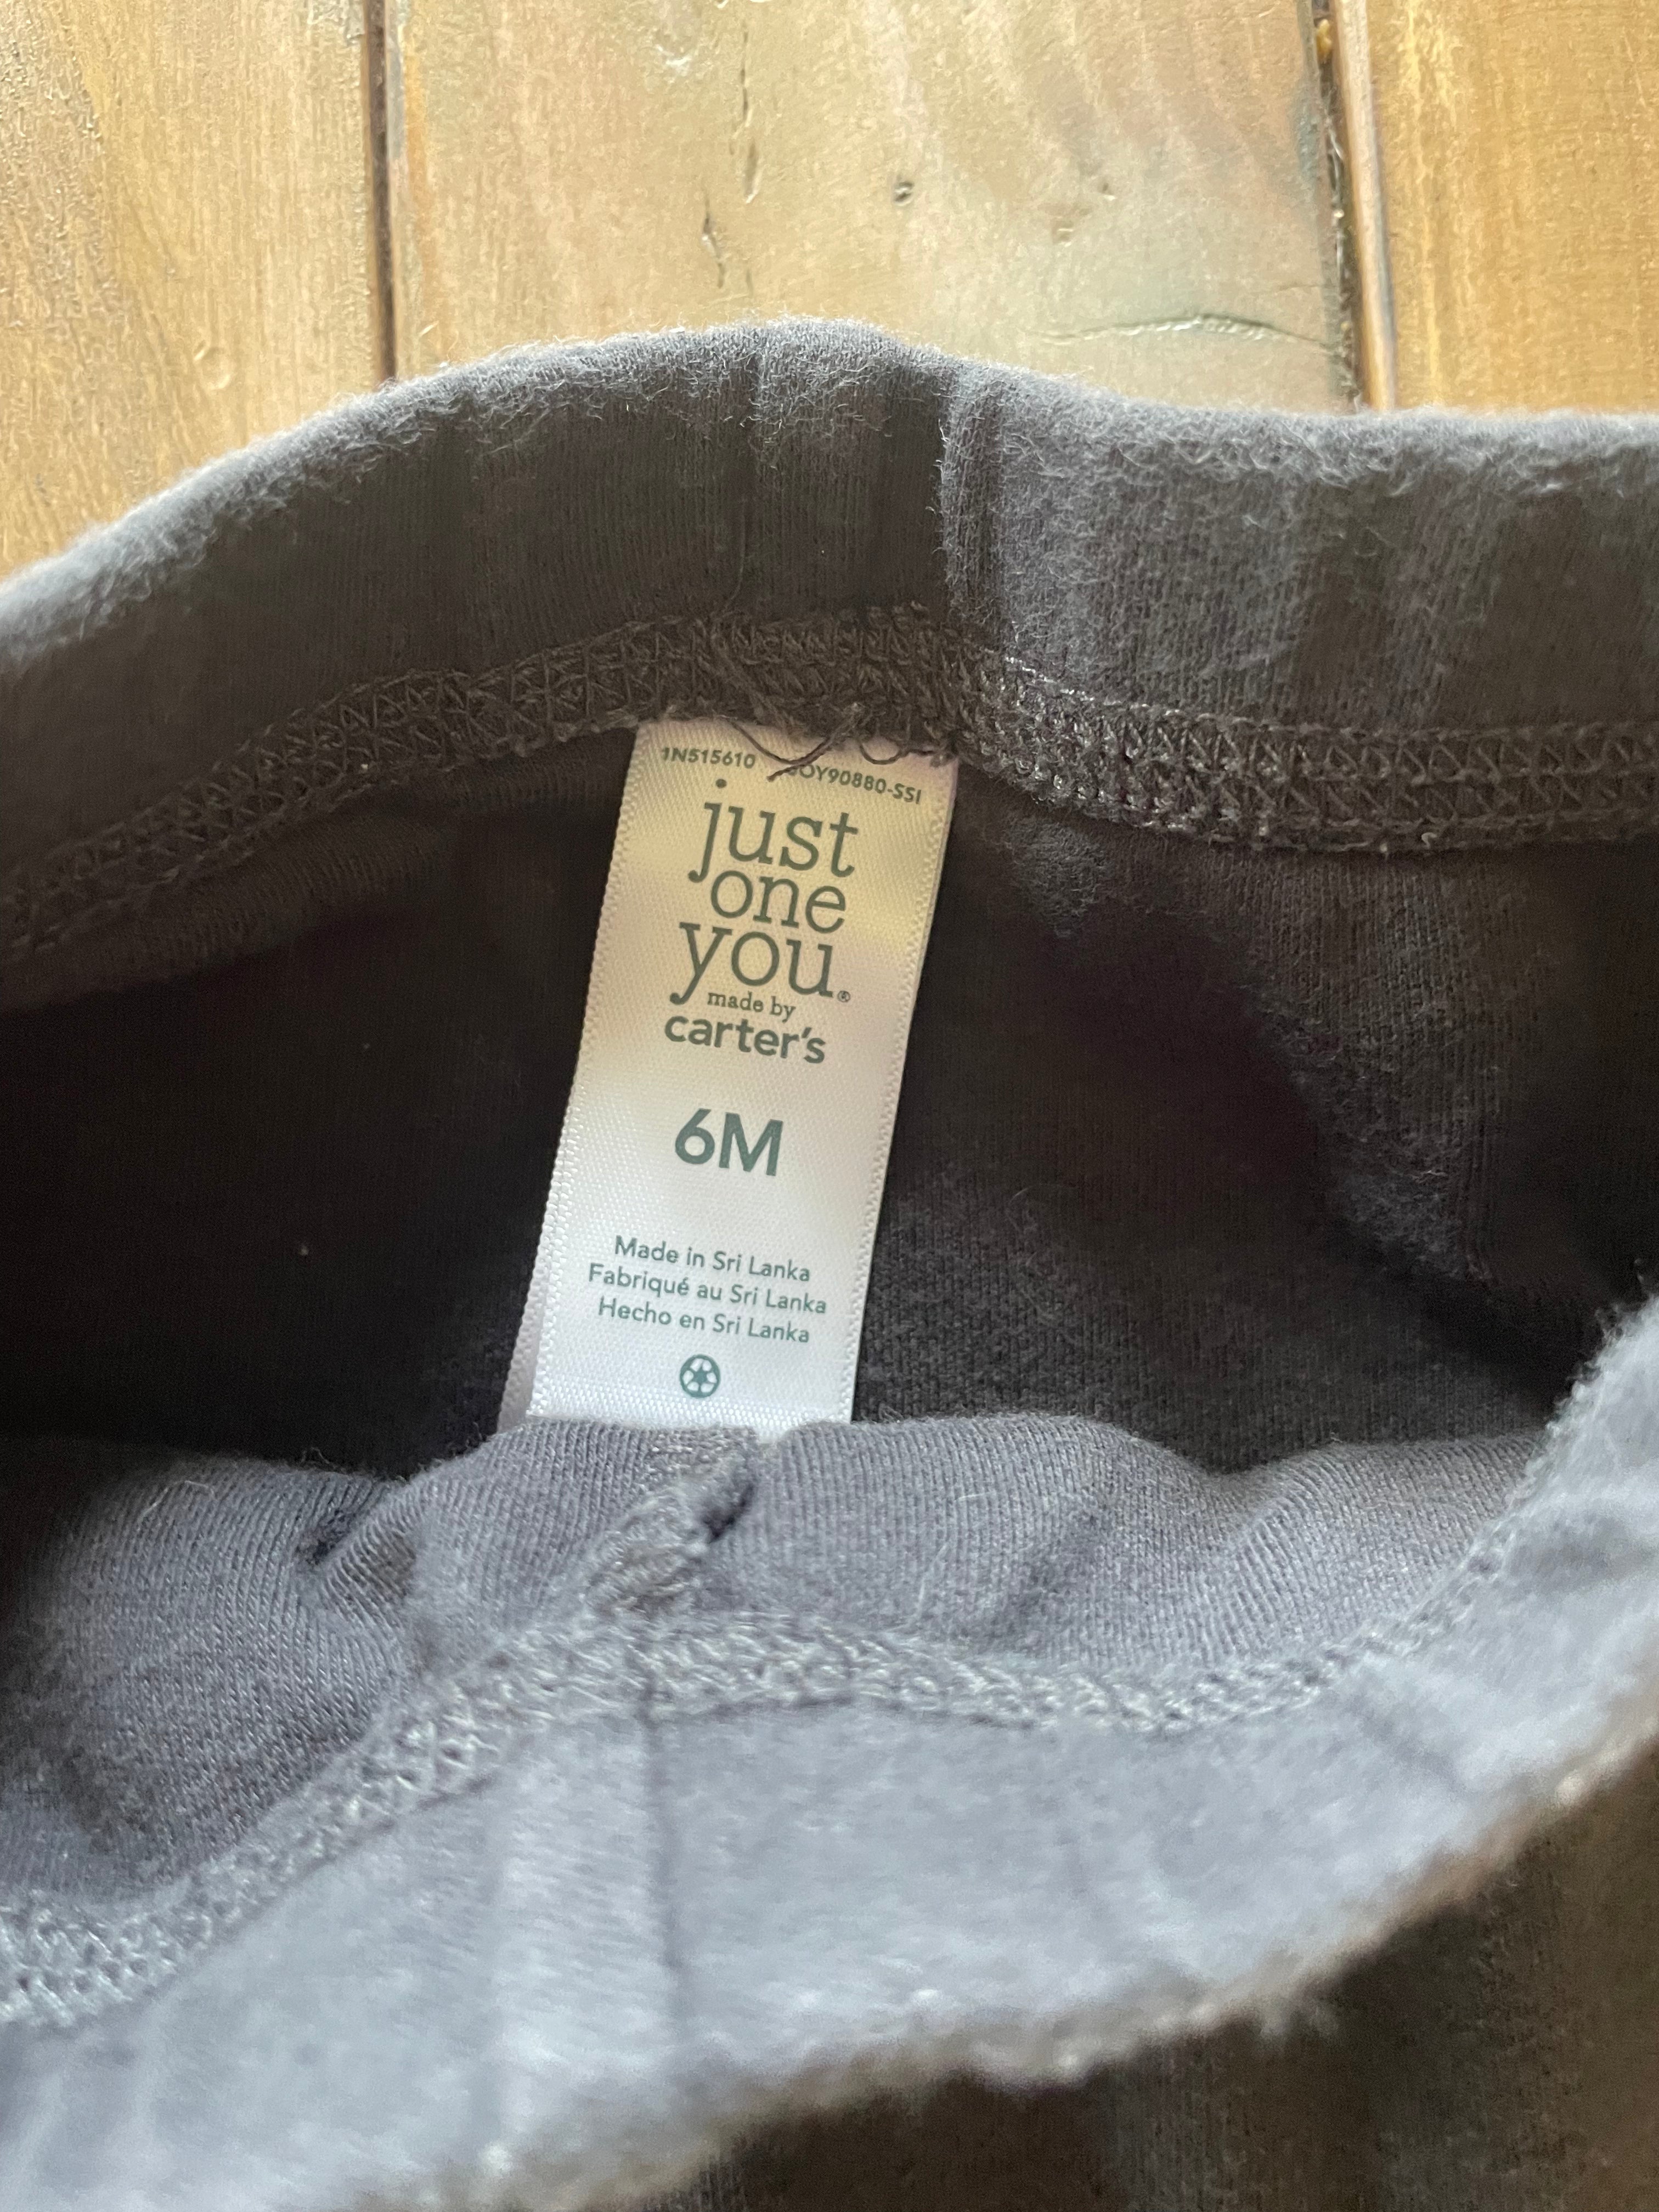 1N515610
just
one
you®
made by
carter's
6M
Made in Sri Lanka
Fabriqué au Sri Lanka
Hecho en Sri Lanka